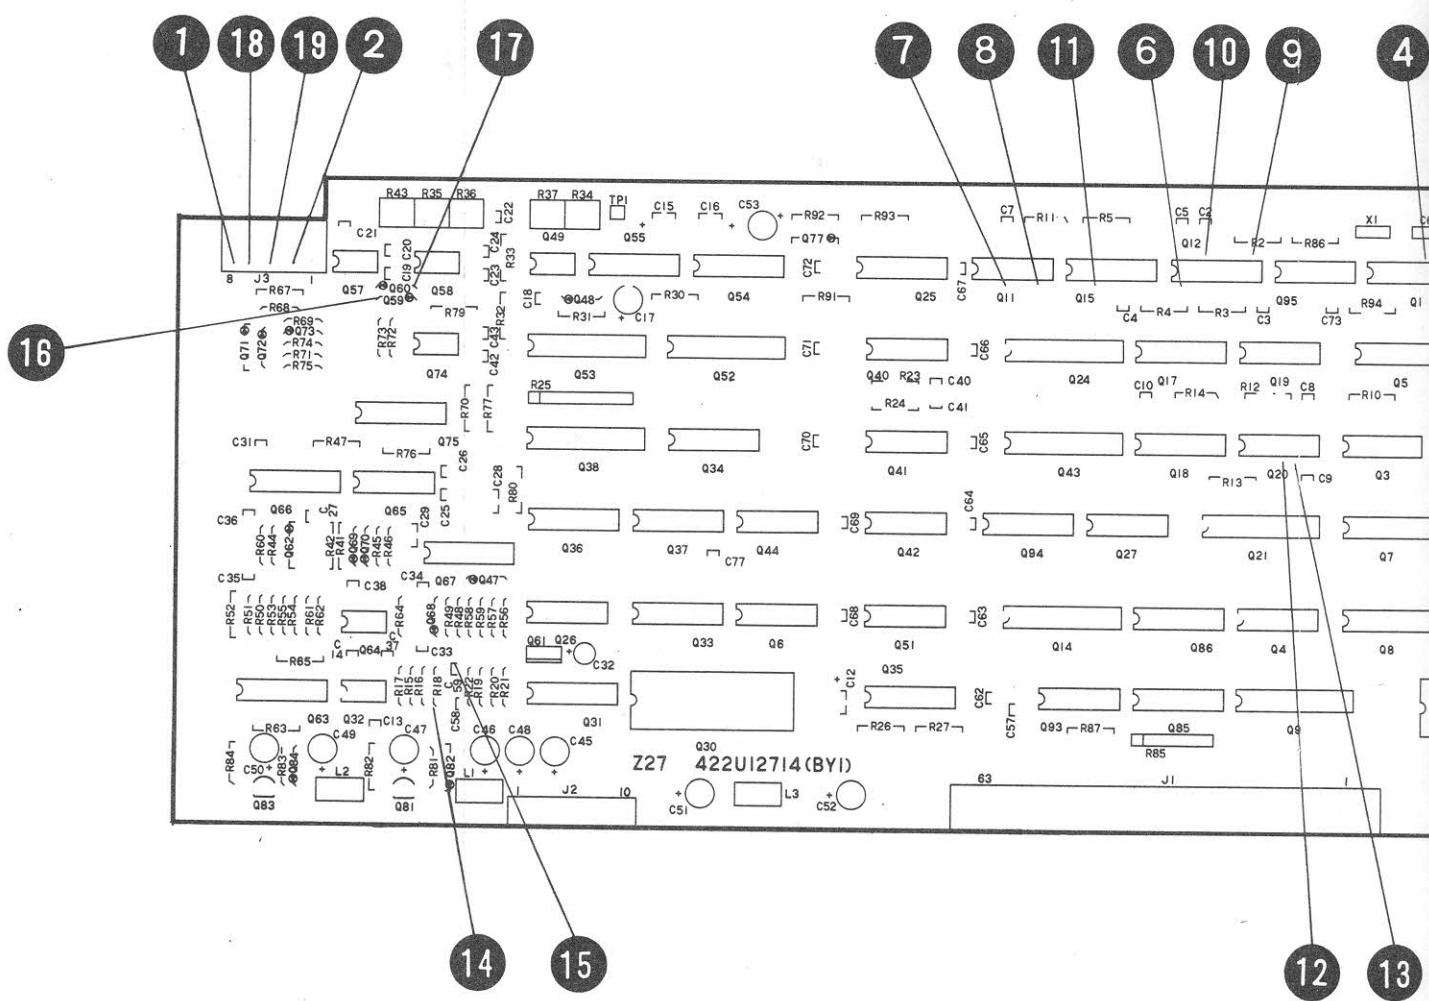 1 18 19 2 17 7 8 11 6 10 9 4
R43 R35 R36 R37 R34 TP1 C15 C16 C53 R92 R93 C7 R11 R5 C5 C2 X1
C21 C20 C22 C24 Q49 Q55 Q77 Q12 R2 R86
8 J3 1 Q57 C19 Q58 C23 R33 Q54 C72 Q25 C67 Q11 Q15 Q95 R94 Q1
R67 Q60 Q59 C18 Q48 R30 R91
R68 R79 R32 R31 C17 C4 R4 R3 C3 C73
16 Q71 Q72 R69 Q73 R74 R71 R75 R73 R72 Q74 C43 C42 Q53 Q52 C71 C66 Q24 Q17 Q19 Q5
R70 R77 R25 Q40 R23 C40 C10 R14 R12 C8 R10
R24 C41
C31 R47 R76 Q75 C26 Q38 Q34 C70 Q41 C65 Q43 Q18 Q20 Q3
C28 R80 R13 C9
C36 Q66 C27 Q65 C29 C25 C64
R60 R44 Q62 R42 R41 Q69 Q70 R45 R46 Q36 Q37 Q44 C69 Q42 Q94 Q27 Q21 Q7
C77
C35 C38 C34 Q67 Q47
R52 R51 R50 R53 R55 R54 R61 R62 R64 Q68 R49 R48 R58 R59 R57 R56 C68 C63
C14 Q64 C37 C33 Q61 Q26 C32 Q33 Q6 Q51 Q14 Q86 Q4 Q8
R65 R17 R15 R16 R18 C59 R22 R19 R20 R21 C12 Q35 C62
R63 Q63 Q32 C13 C58 Q31 R26 R27 C57 Q93 R87 Q85 Q9
C49 C47 C46 C48 C45 Q30 R85
R84 C50 R83 Q84 L2 R82 R81 Q82 L1
Z27 422U12714(BY1)
Q83 Q81 1 J2 10 C51 L3 C52 63 J1 1
14 15 12 13